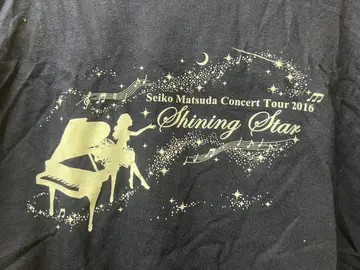 Seiko Matsuda Concert Tour 2016
Shining Star